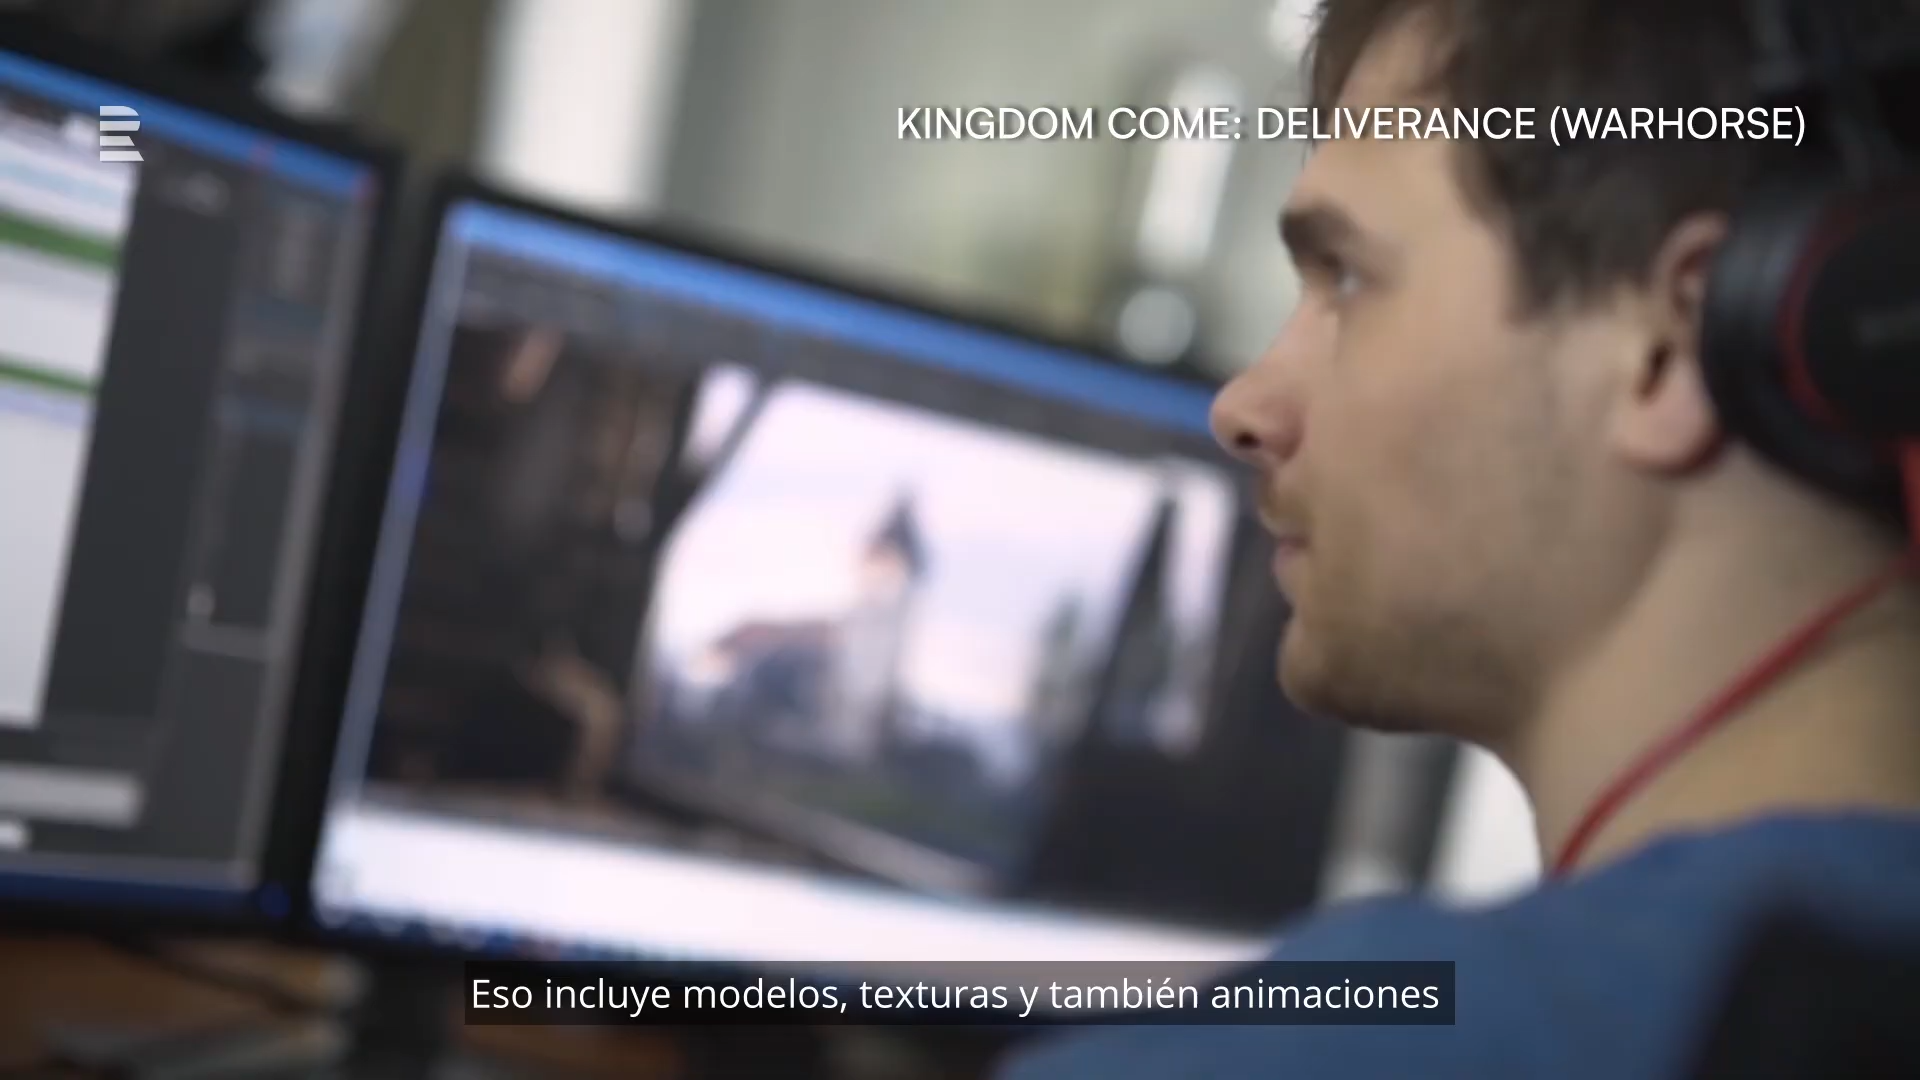 KINGDOM COME: DELIVERANCE (WARHORSE)
Eso incluye modelos, texturas y también animaciones